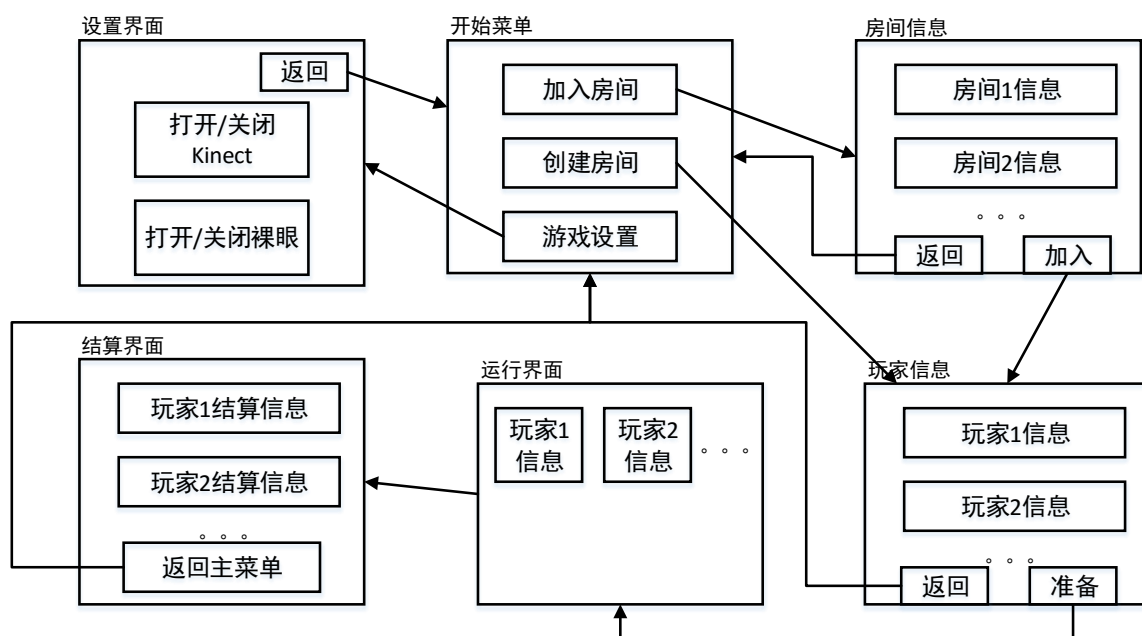 设置界面
返回
打开/关闭
Kinect
打开/关闭裸眼
开始菜单
加入房间
创建房间
游戏设置
房间信息
房间1信息
房间2信息
。。。
返回
加入
结算界面
玩家1结算信息
玩家2结算信息
。。。
返回主菜单
运行界面
玩家1
信息
玩家2
信息
。。。
玩家信息
玩家1信息
玩家2信息
。。。
返回
准备